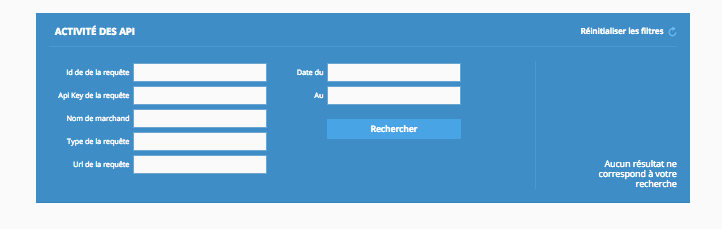 ACTIVITÉ DES API
Réinitialiser les filtres
Id de de la requête
Date du
Api Key de la requête
Au
Nom de marchand
Rechercher
Type de la requête
Url de la requête
Aucun résultat ne
correspond à votre
recherche